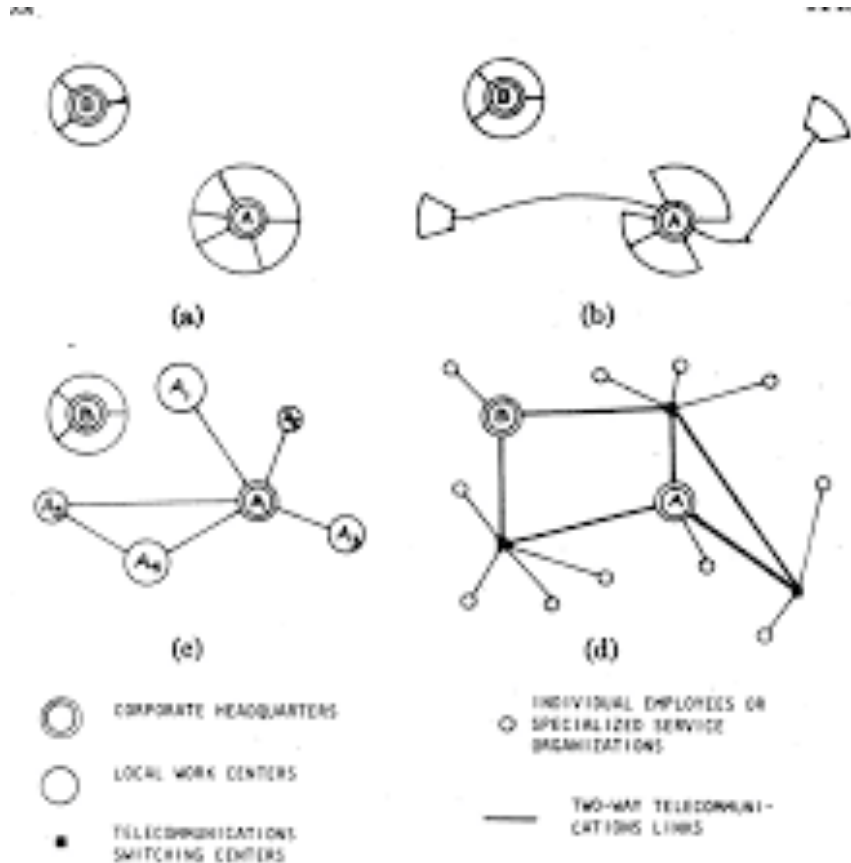 B
A
B
A
(a)
(b)
B
A₁
A
(c)
(d)
B
A
CORPORATE HEADQUARTERS
LOCAL WORK CENTERS
TELECOMMUNICATIONS
SWITCHING CENTERS
INDIVIDUAL EMPLOYEES OR
SPECIALIZED SERVICE
ORGANIZATIONS
TWO-WAY TELECOMMUNI-
CATIONS LINKS